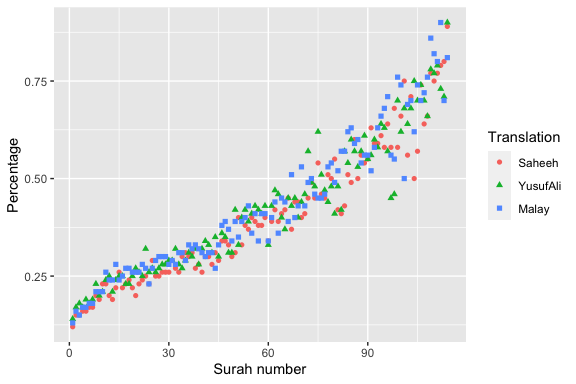 0.75
0.50
0.25
Percentage
0
30
60
90
Surah number
Translation
Saheeh
YusufAli
Malay